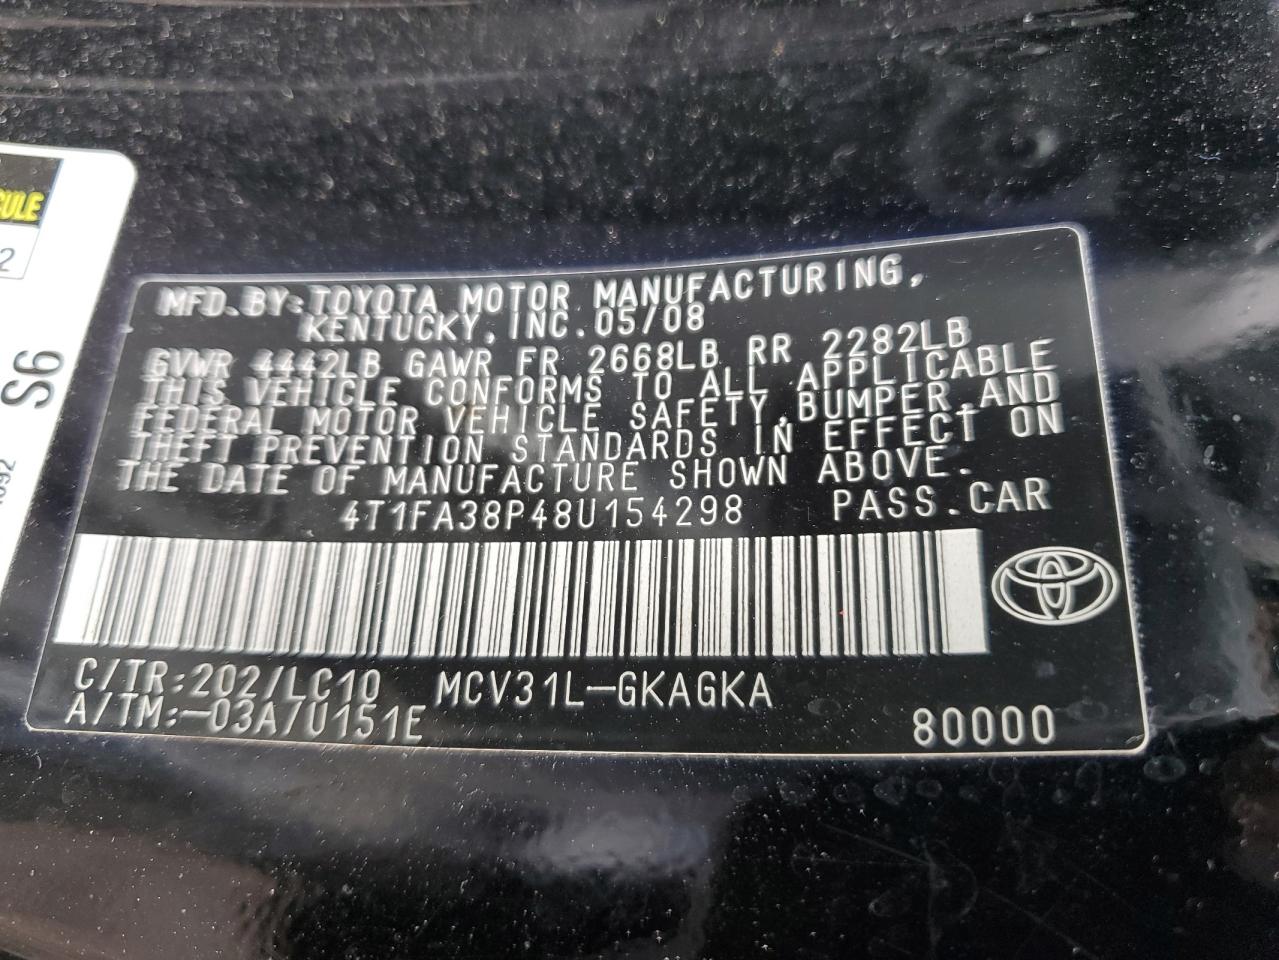 CULE
2
S6
MFD.BY:TOYOTA MOTOR MANUFACTURING,
KENTUCKY,INC.05/08
GVWR 4442LB GAWR FR 2668LB RR 2282LB
THIS VEHICLE CONFORMS TO ALL APPLICABLE
FEDERAL MOTOR VEHICLE SAFETY,BUMPER,AND
THEFT PREVENTION STANDARDS IN EFFECT ON
THE DATE OF MANUFACTURE SHOWN ABOVE.
4T1FA38P48U154298 PASS.CAR
C/TR:202/LC10 MCV31L-GKAGKA
A/TM:-03A/U151E 80000